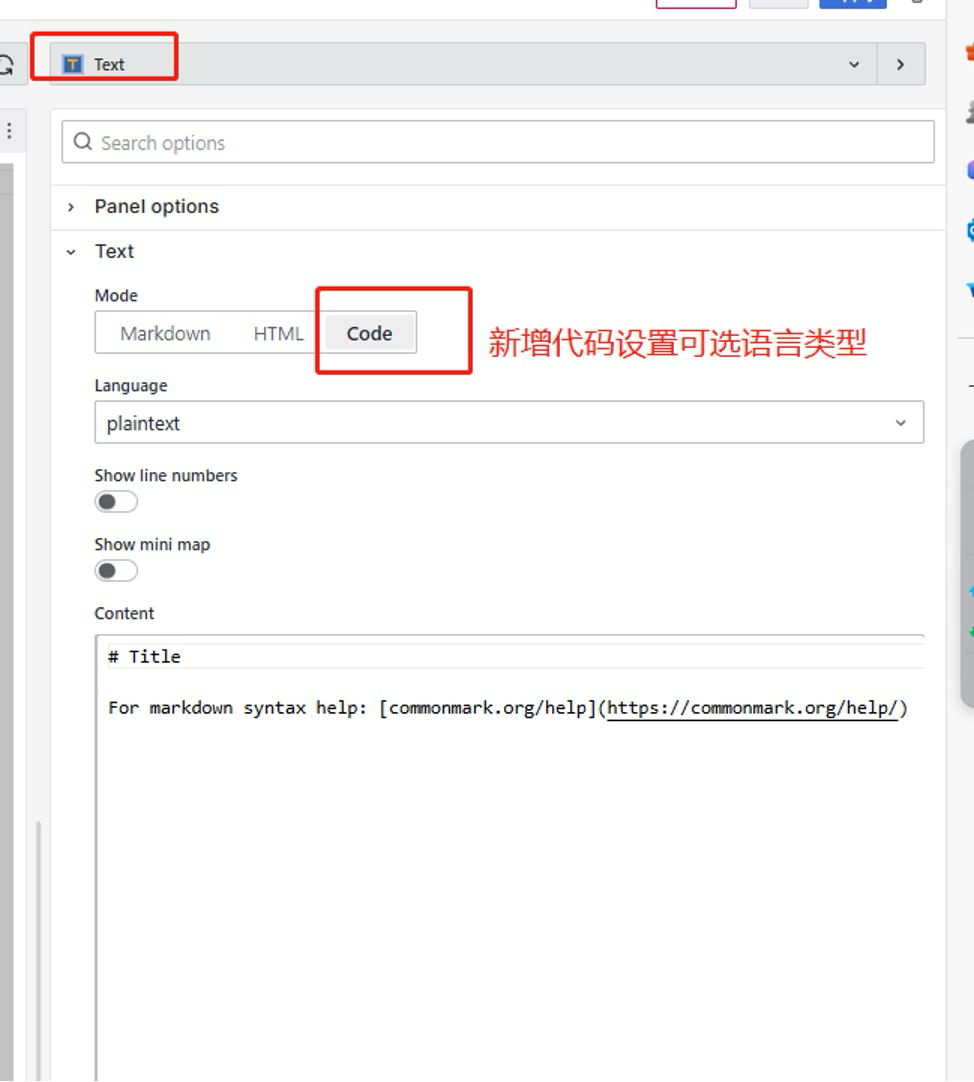 Text
Search options
Panel options
Text
Mode
Markdown HTML Code
新增代码设置可选语言类型
Language
plaintext
Show line numbers
Show mini map
Content
# Title
For markdown syntax help: [commonmark.org/help](https://commonmark.org/help/)